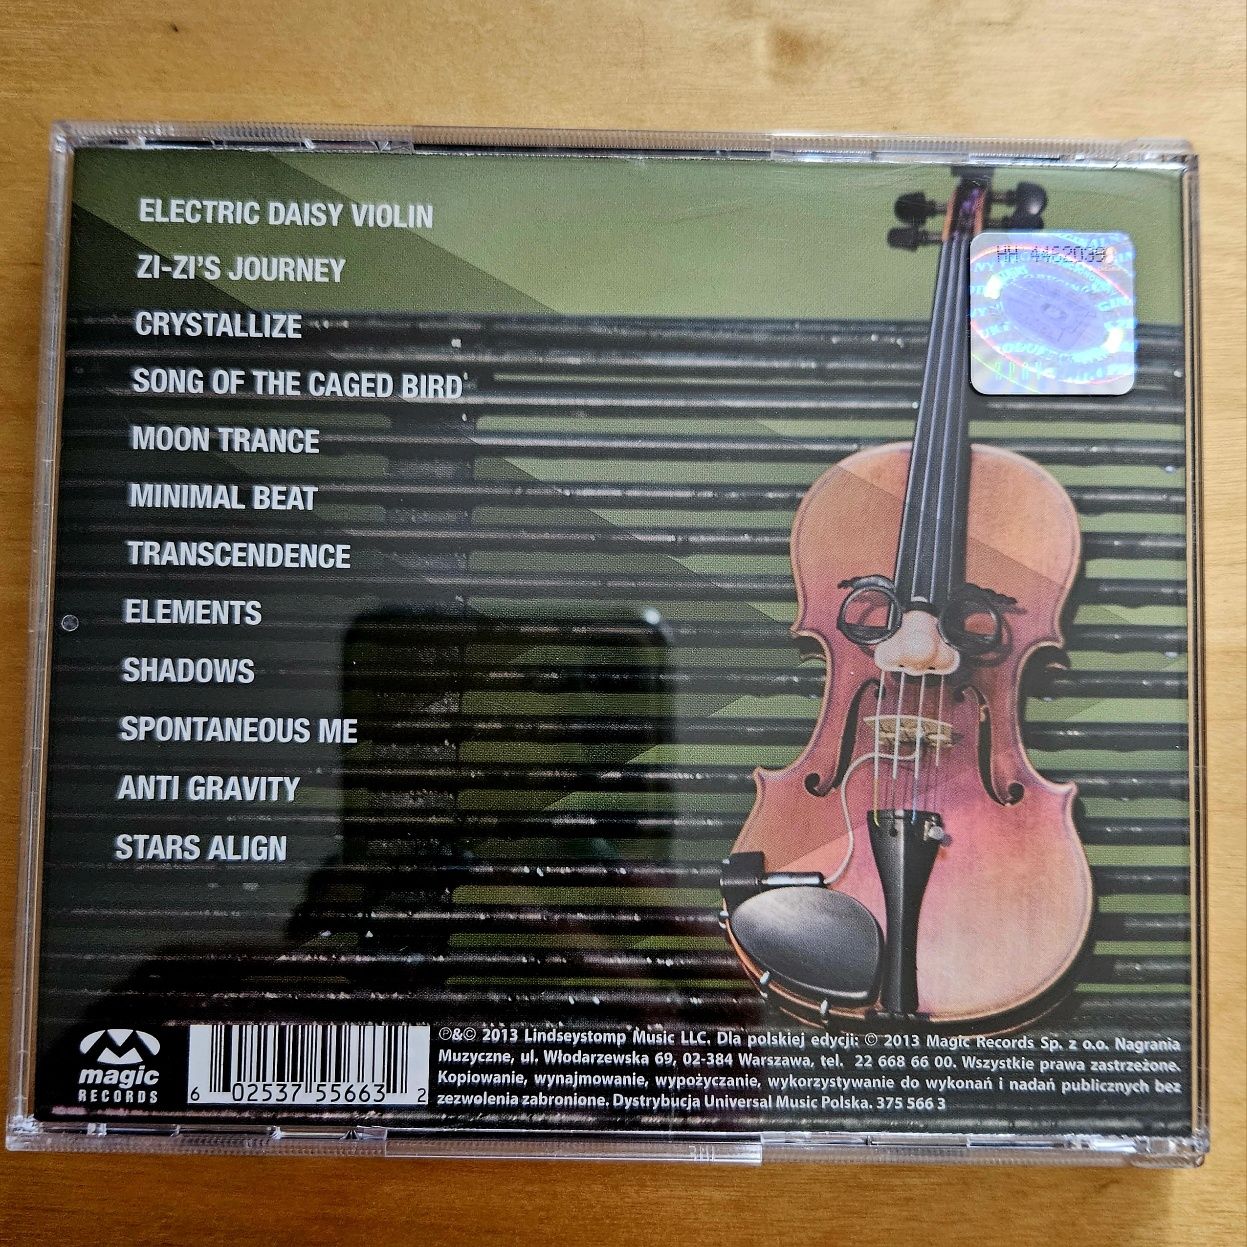 ELECTRIC DAISY VIOLIN
ZI-ZI'S JOURNEY
CRYSTALLIZE
SONG OF THE CAGED BIRD
MOON TRANCE
MINIMAL BEAT
TRANSCENDENCE
ELEMENTS
SHADOWS
SPONTANEOUS ME
ANTI GRAVITY
STARS ALIGN
magic
RECORDS
6 02537 55663 2
℗&© 2013 Lindseystomp Music LLC. Dla polskiej edycji: © 2013 Magic Records Sp. z o.o. Nagrania
Muzyczne, ul. Włodarzewska 69, 02-384 Warszawa, tel. 22 668 66 00. Wszystkie prawa zastrzeżone.
Kopiowanie, wynajmowanie, wypożyczanie, wykorzystywanie do wykonań i nadań publicznych bez
zezwolenia zabronione. Dystrybucja Universal Music Polska. 375 566 3